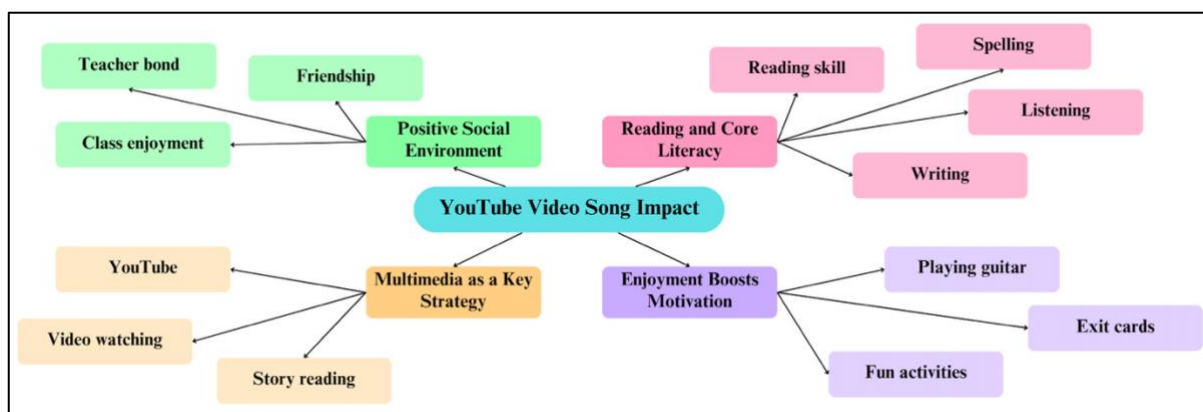 Teacher bond
Friendship
Class enjoyment
Positive Social
Environment
Reading skill
Spelling
Listening
Reading and Core
Literacy
Writing
YouTube Video Song Impact
YouTube
Multimedia as a Key
Strategy
Video watching
Story reading
Enjoyment Boosts
Motivation
Playing guitar
Exit cards
Fun activities